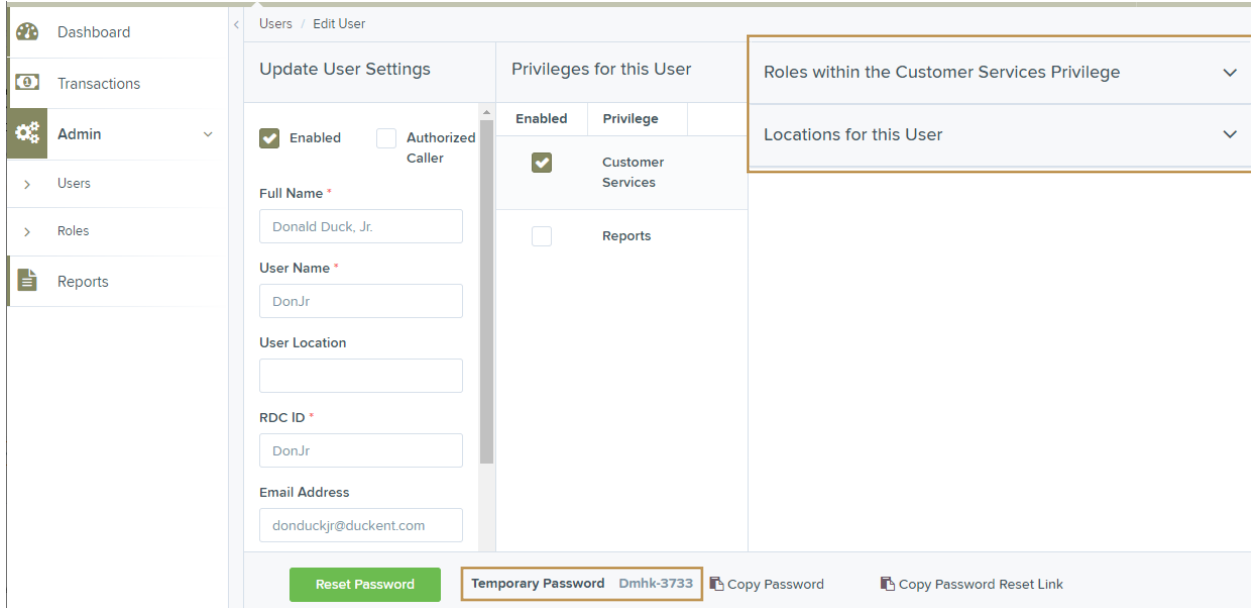 Dashboard
Transactions
Admin
Users
Roles
Reports
Users / Edit User
Update User Settings
Enabled
Authorized
Caller
Full Name *
Donald Duck, Jr.
User Name *
DonJr
User Location
RDC ID *
DonJr
Email Address
donduckjr@duckent.com
Privileges for this User
Enabled Privilege
Customer
Services
Reports
Roles within the Customer Services Privilege
Locations for this User
Reset Password Temporary Password Dmhk-3733 Copy Password Copy Password Reset Link